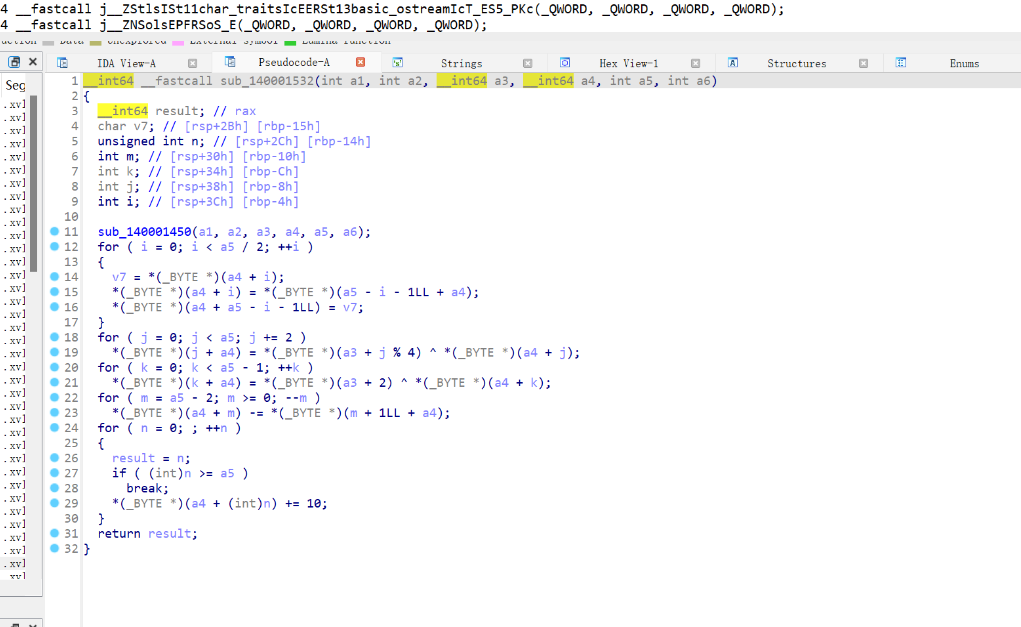 4 __fastcall j__ZStlsISt11char_traitsIcEERSt13basic_ostreamIcT_ES5_PKc(_QWORD, _QWORD, _QWORD, _QWORD);
4 __fastcall j__ZNSolsEPFRSoS_E(_QWORD, _QWORD, _QWORD, _QWORD);
IDA View-A Pseudocode-A Strings Hex View-1 Structures Enums
Seg
1 __int64 __fastcall sub_140001532(int a1, int a2, __int64 a3, __int64 a4, int a5, int a6)
2 {
3 __int64 result; // rax
4 char v7; // [rsp+2Bh] [rbp-15h]
5 unsigned int n; // [rsp+2Ch] [rbp-14h]
6 int m; // [rsp+30h] [rbp-10h]
7 int k; // [rsp+34h] [rbp-Ch]
8 int j; // [rsp+38h] [rbp-8h]
9 int i; // [rsp+3Ch] [rbp-4h]
10
11 sub_140001450(a1, a2, a3, a4, a5, a6);
12 for ( i = 0; i < a5 / 2; ++i )
13 {
14 v7 = *(_BYTE *)(a4 + i);
15 *(_BYTE *)(a4 + i) = *(_BYTE *)(a5 - i - 1LL + a4);
16 *(_BYTE *)(a4 + a5 - i - 1LL) = v7;
17 }
18 for ( j = 0; j < a5; j += 2 )
19 *(_BYTE *)(j + a4) = *(_BYTE *)(a3 + j % 4) ^ *(_BYTE *)(a4 + j);
20 for ( k = 0; k < a5 - 1; ++k )
21 *(_BYTE *)(k + a4) = *(_BYTE *)(a3 + 2) ^ *(_BYTE *)(a4 + k);
22 for ( m = a5 - 2; m >= 0; --m )
23 *(_BYTE *)(a4 + m) -= *(_BYTE *)(m + 1LL + a4);
24 for ( n = 0; ; ++n )
25 {
26 result = n;
27 if ( (int)n >= a5 )
28 break;
29 *(_BYTE *)(a4 + (int)n) += 10;
30 }
31 return result;
32 }